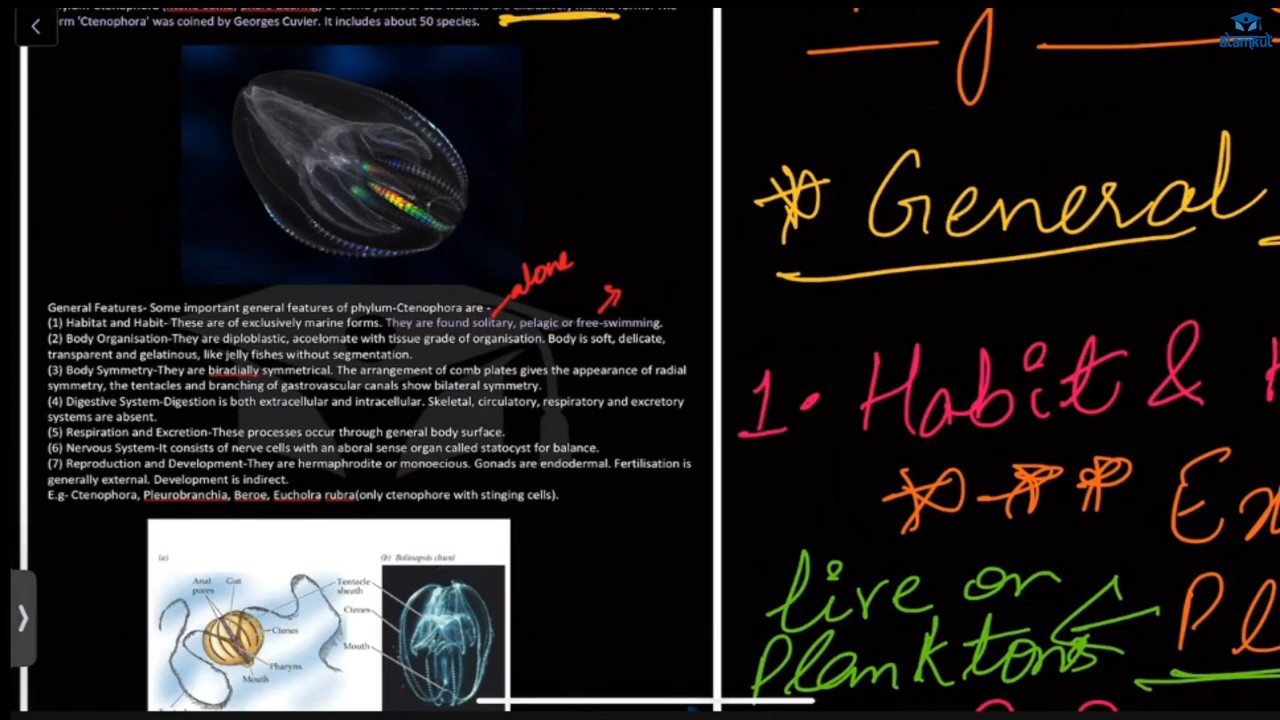 rm 'Ctenophora' was coined by Georges Cuvier. It includes about 50 species.
alone
General Features- Some important general features of phylum-Ctenophora are -
(1) Habitat and Habit- These are of exclusively marine forms. They are found solitary, pelagic or free-swimming.
(2) Body Organisation-They are diploblastic, acoelomate with tissue grade of organisation. Body is soft, delicate,
transparent and gelatinous, like jelly fishes without segmentation.
(3) Body Symmetry-They are biradially symmetrical. The arrangement of comb plates gives the appearance of radial
symmetry, the tentacles and branching of gastrovascular canals show bilateral symmetry.
(4) Digestive System-Digestion is both extracellular and intracellular. Skeletal, circulatory, respiratory and excretory
systems are absent.
(5) Respiration and Excretion-These processes occur through general body surface.
(6) Nervous System-It consists of nerve cells with an aboral sense organ called statocyst for balance.
(7) Reproduction and Development-They are hermaphrodite or monoecious. Gonads are endodermal. Fertilisation is
generally external. Development is indirect.
E.g- Ctenophora, Pleurobranchia, Beroe, Eucholra rubra(only ctenophore with stinging cells).
(a)
Anal pores
Gut
Tentacle sheath
Ctenes
Ctenes
Mouth
Pharynx
Mouth
(b) Bolinopsis chuni
atamkut
* General
1. Habit &
Ex
live on
Planktons
Pl